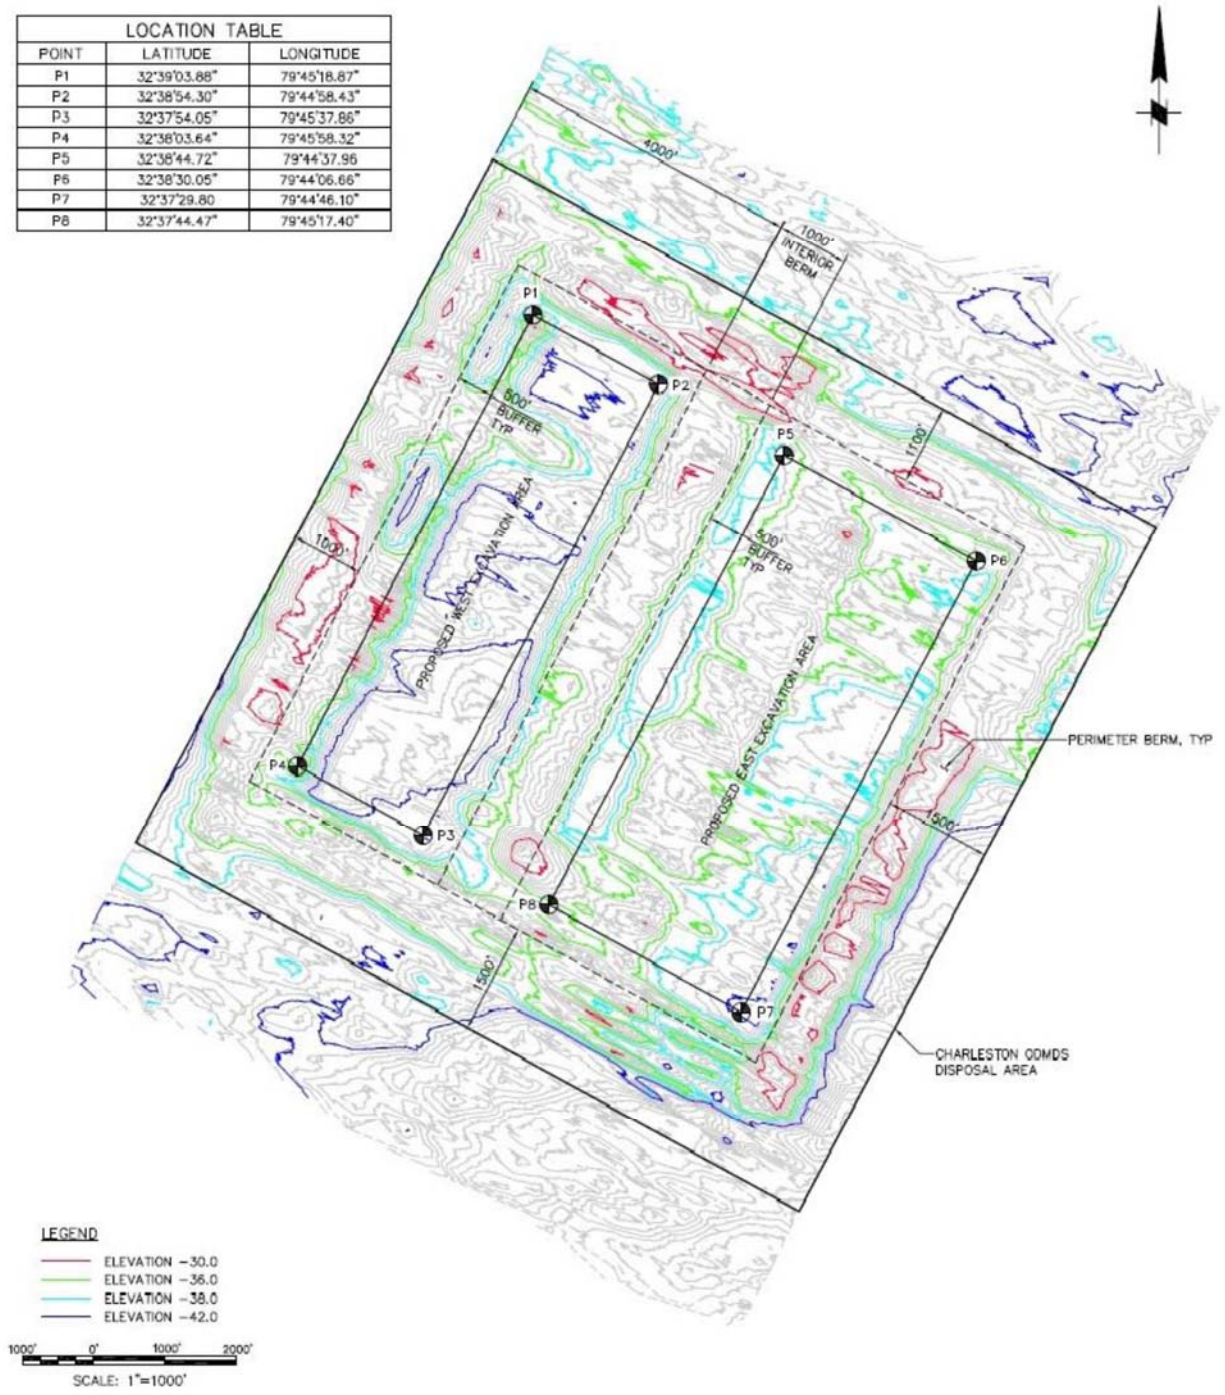 LOCATION TABLE
POINT LATITUDE LONGITUDE
P1 32°39'03.88" 79°45'18.87"
P2 32°38'54.30" 79°44'58.43"
P3 32°37'54.05" 79°45'37.86"
P4 32°38'03.64" 79°45'58.32"
P5 32°38'44.72" 79°44'37.96
P6 32°38'30.05" 79°44'06.66"
P7 32°37'29.80 79°44'46.10"
P8 32°37'44.47" 79°45'17.40"
4000'
1000'
INTERIOR
BERM
P1
P2
500'
BUFFER
TYP
P5
1100'
500'
BUFFER
TYP
P6
1000'
PROPOSED WEST EXCAVATION AREA
PROPOSED EAST EXCAVATION AREA
PERIMETER BERM, TYP
P4
P3
1500'
P8
1500'
P7
CHARLESTON ODMDS
DISPOSAL AREA
LEGEND
ELEVATION -30.0
ELEVATION -36.0
ELEVATION -38.0
ELEVATION -42.0
1000' 0' 1000' 2000'
SCALE: 1"=1000'